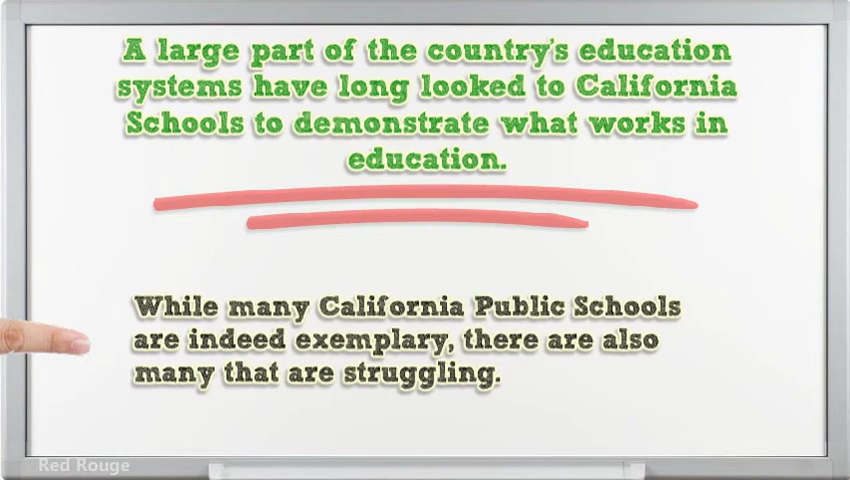 A large part of the country's education
systems have long looked to California
Schools to demonstrate what works in
education.
While many California Public Schools
are indeed exemplary, there are also
many that are struggling.
Red Rouge